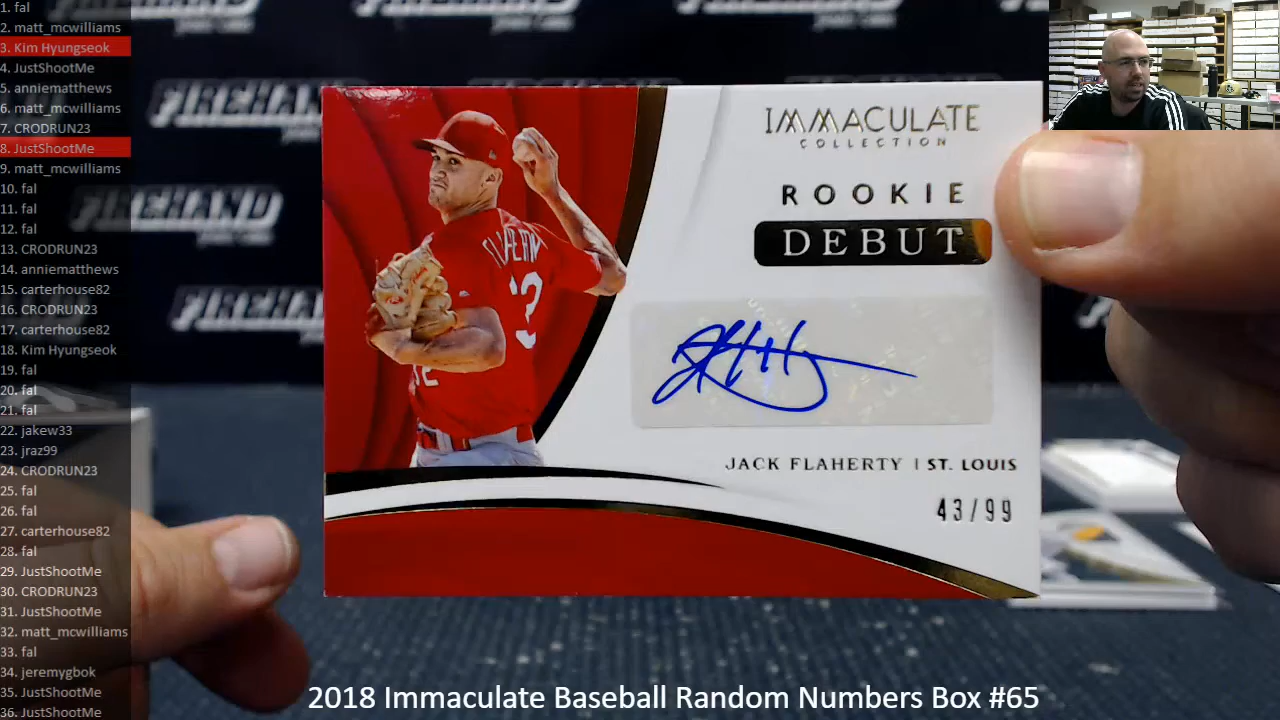 1. fal
2. matt_mcwilliams
3. Kim Hyungseok
4. JustShootMe
5. anniematthews
6. matt_mcwilliams
7. CRODRUN23
8. JustShootMe
9. matt_mcwilliams
10. fal
11. fal
12. fal
13. CRODRUN23
14. anniematthews
15. carterhouse82
16. CRODRUN23
17. carterhouse82
18. Kim Hyungseok
19. fal
20. fal
21. fal
22. jakew33
23. jraz99
24. CRODRUN23
25. fal
26. fal
27. carterhouse82
28. fal
29. JustShootMe
30. CRODRUN23
31. JustShootMe
32. matt_mcwilliams
33. fal
34. jeremygbok
35. JustShootMe
36. JustShootMe
FIREHAND
FIREHAND
FIREHAND
IMMACULATE
COLLECTION
ROOKIE
DEBUT
JACK FLAHERTY | ST. LOUIS
43/99
2018 Immaculate Baseball Random Numbers Box #65